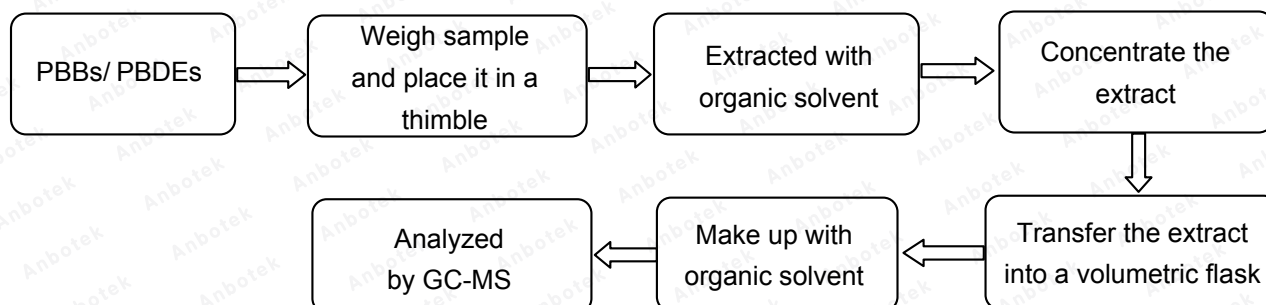 PBBs/ PBDEs
Weigh sample
and place it in a
thimble
Extracted with
organic solvent
Concentrate the
extract
Transfer the extract
into a volumetric flask
Make up with
organic solvent
Analyzed
by GC-MS
Anbotek